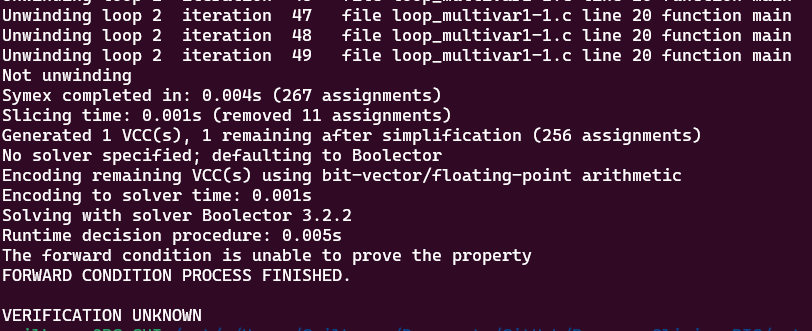 Unwinding loop 2  iteration  47   file loop_multivar1-1.c line 20 function main
Unwinding loop 2  iteration  48   file loop_multivar1-1.c line 20 function main
Unwinding loop 2  iteration  49   file loop_multivar1-1.c line 20 function main
Not unwinding
Symex completed in: 0.004s (267 assignments)
Slicing time: 0.001s (removed 11 assignments)
Generated 1 VCC(s), 1 remaining after simplification (256 assignments)
No solver specified; defaulting to Boolector
Encoding remaining VCC(s) using bit-vector/floating-point arithmetic
Encoding to solver time: 0.001s
Solving with solver Boolector 3.2.2
Runtime decision procedure: 0.005s
The forward condition is unable to prove the property
FORWARD CONDITION PROCESS FINISHED.

VERIFICATION UNKNOWN